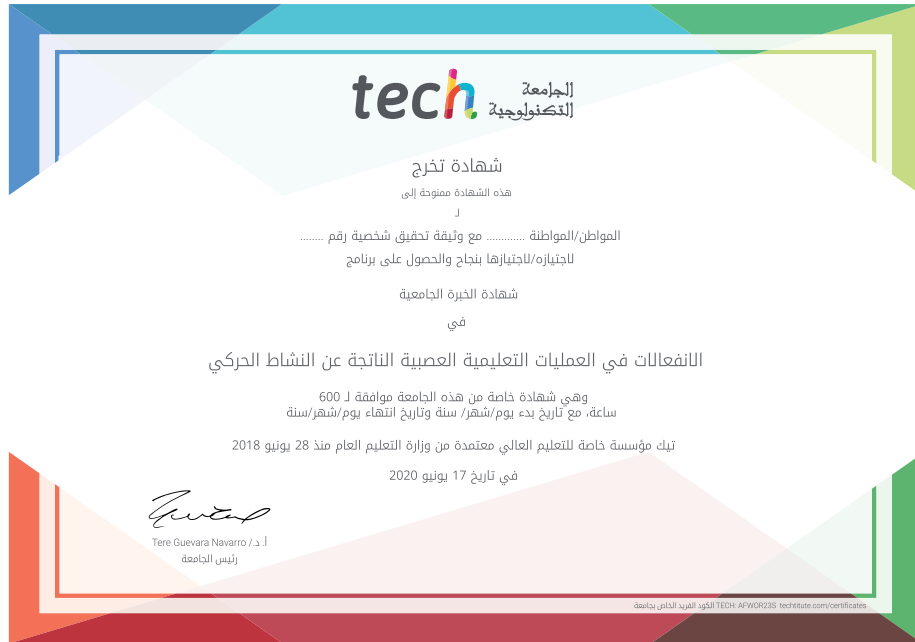 tech الجامعة
التكنولوجية
شهادة تخرج
هذه الشهادة ممنوحة إلى
لـ
المواطن/المواطنة ............. مع وثيقة تحقيق شخصية رقم ........
لاجتيازه/لاجتيازها بنجاح والحصول على برنامج
شهادة الخبرة الجامعية
في
الانفعالات في العمليات التعليمية العصبية الناتجة عن النشاط الحركي
وهي شهادة خاصة من هذه الجامعة موافقة لـ 600
ساعة، مع تاريخ بدء يوم/شهر/ سنة وتاريخ انتهاء يوم/شهر/سنة
تيك مؤسسة خاصة للتعليم العالي معتمدة من وزارة التعليم العام منذ 28 يونيو 2018
في تاريخ 17 يونيو 2020
أ. د./ Tere Guevara Navarro
رئيس الجامعة
الكود الفريد الخاص بجامعة TECH: AFWOR23S techtitute.com/certificates